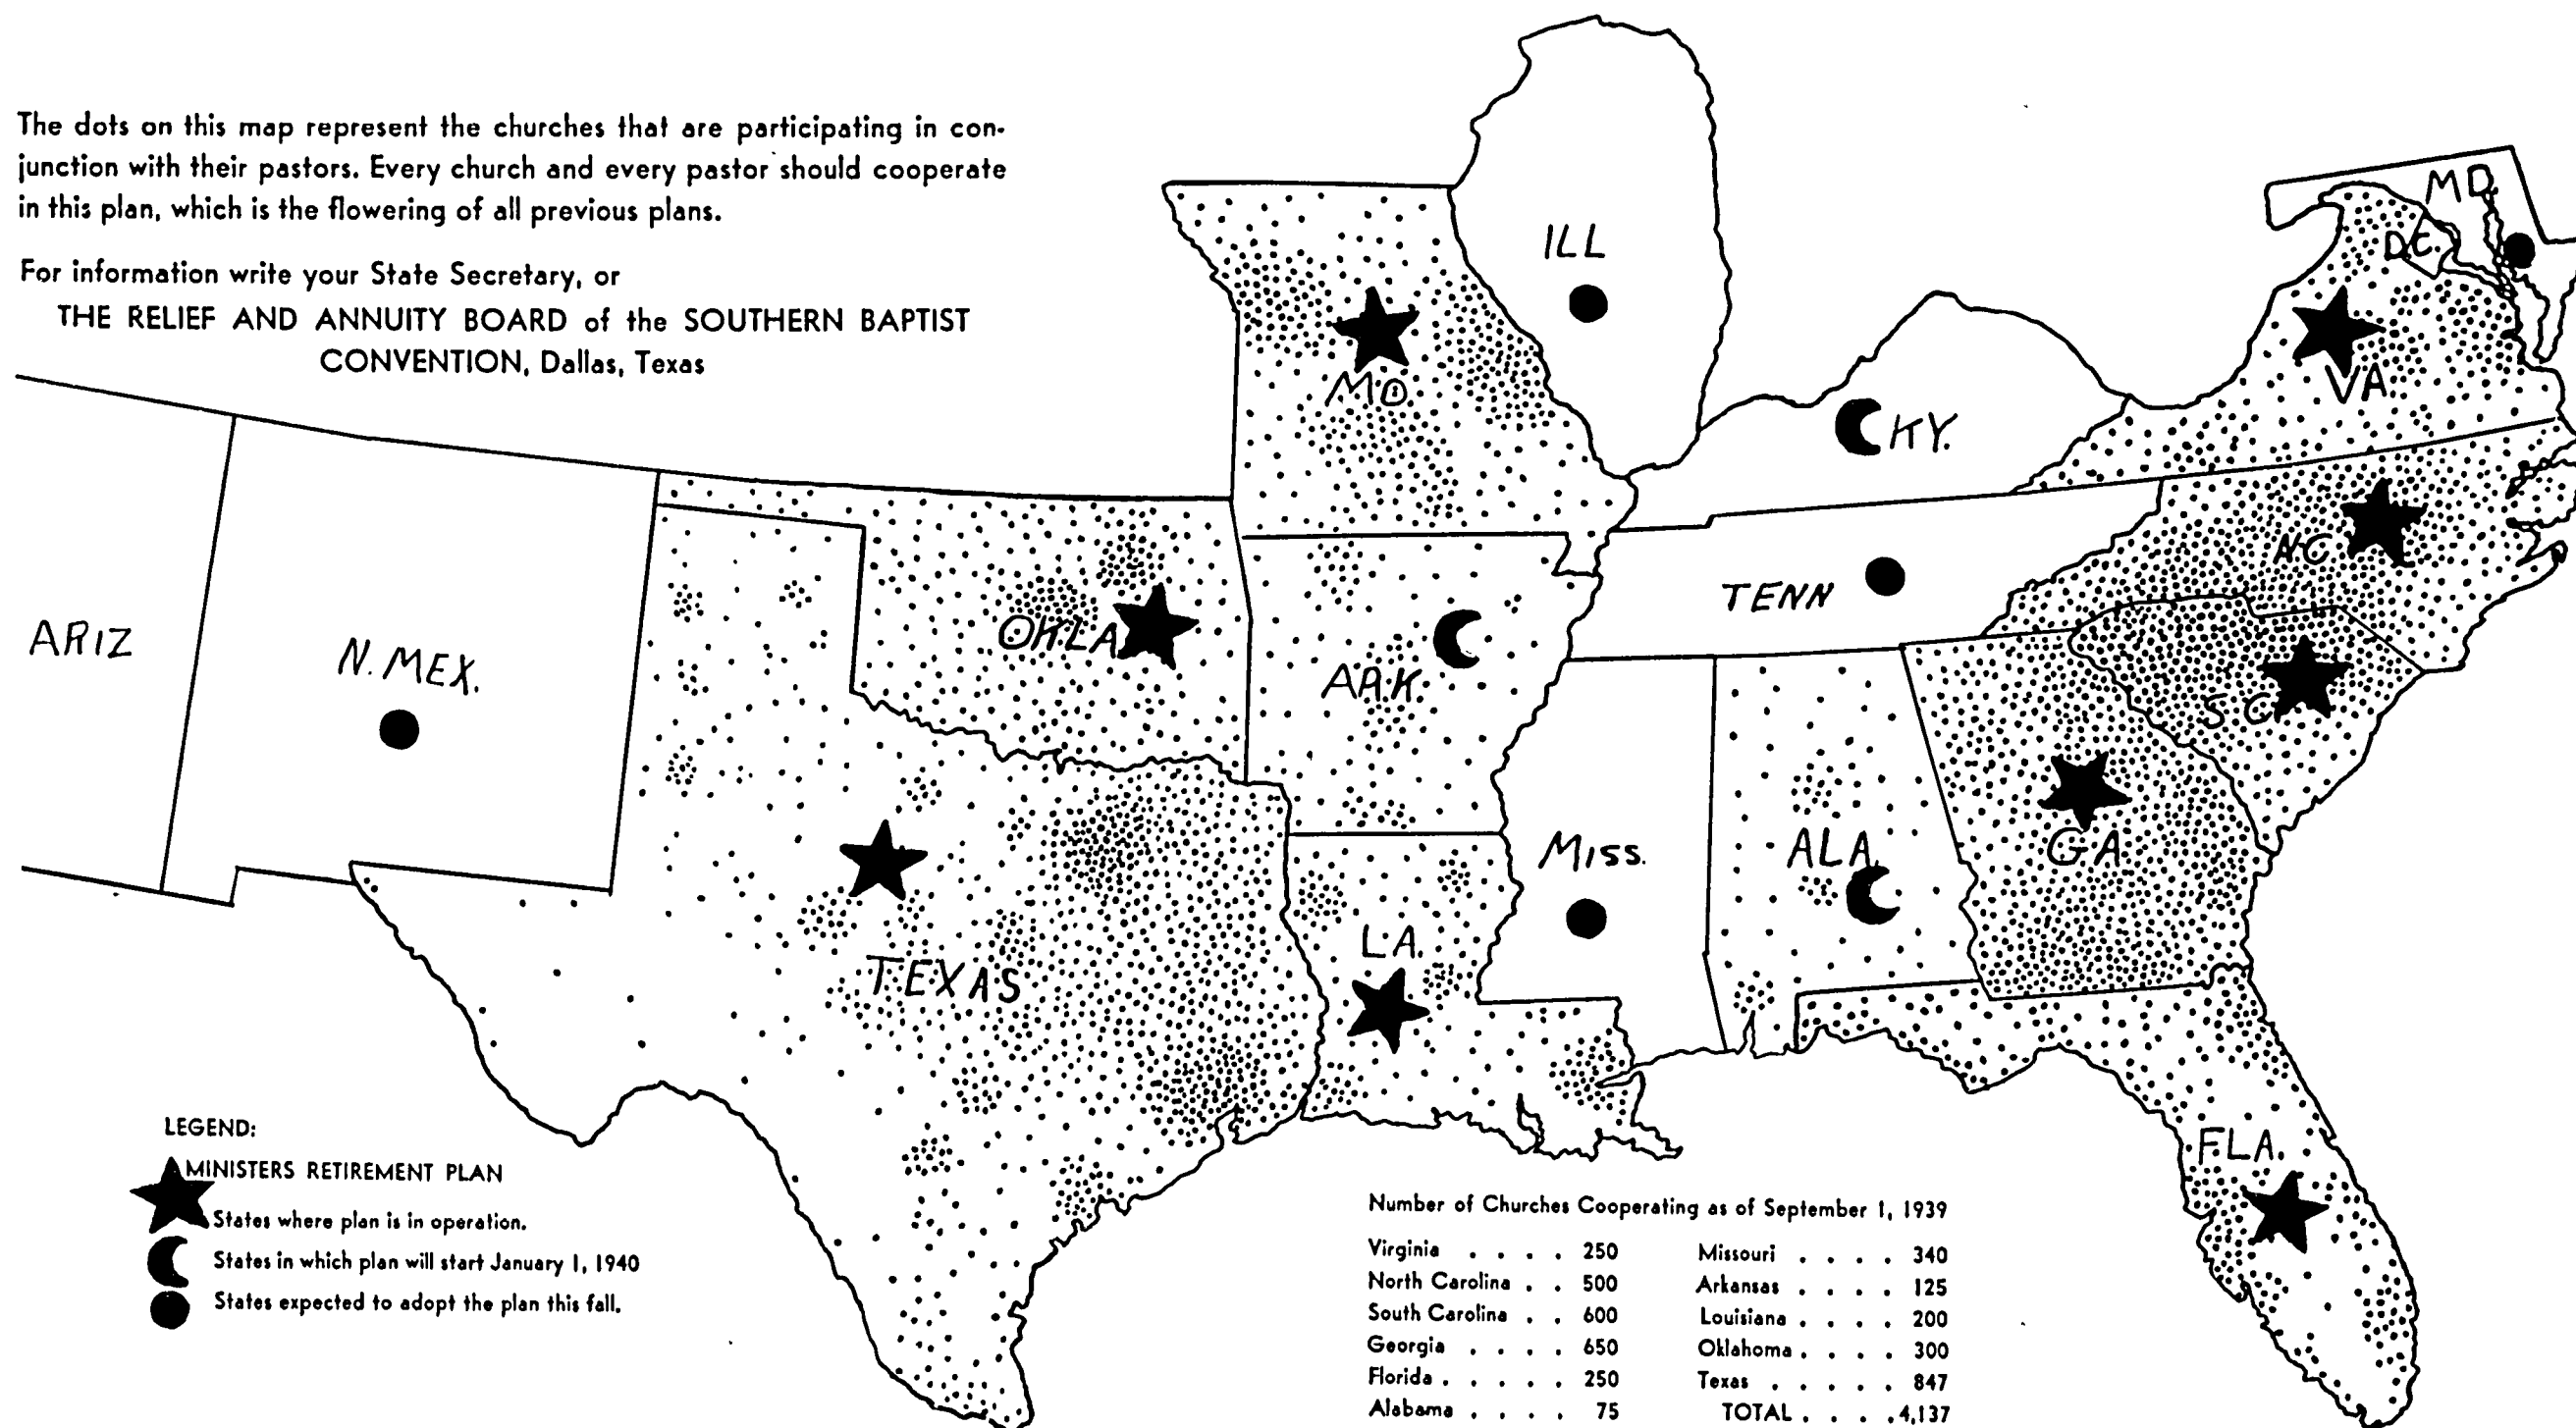 The dots on this map represent the churches that are participating in con-
junction with their pastors. Every church and every pastor should cooperate
in this plan, which is the flowering of all previous plans.
For information write your State Secretary, or
THE RELIEF AND ANNUITY BOARD of the SOUTHERN BAPTIST
CONVENTION, Dallas, Texas
ILL
MD.
D.C.
MO.
VA
KY.
N.C
TENN
ARIZ
N. MEX.
OKLA
ARK.
S C
MISS.
ALA.
GA
LA.
TEXAS
FLA.
LEGEND:
MINISTERS RETIREMENT PLAN
States where plan is in operation.
States in which plan will start January 1, 1940
States expected to adopt the plan this fall.
Number of Churches Cooperating as of September 1, 1939
Virginia . . . . 250
North Carolina . . 500
South Carolina . . 600
Georgia . . . . 650
Florida . . . . . 250
Alabama . . . . 75
Missouri . . . . 340
Arkansas . . . . 125
Louisiana . . . . 200
Oklahoma . . . . 300
Texas . . . . . 847
TOTAL . . . . 4,137